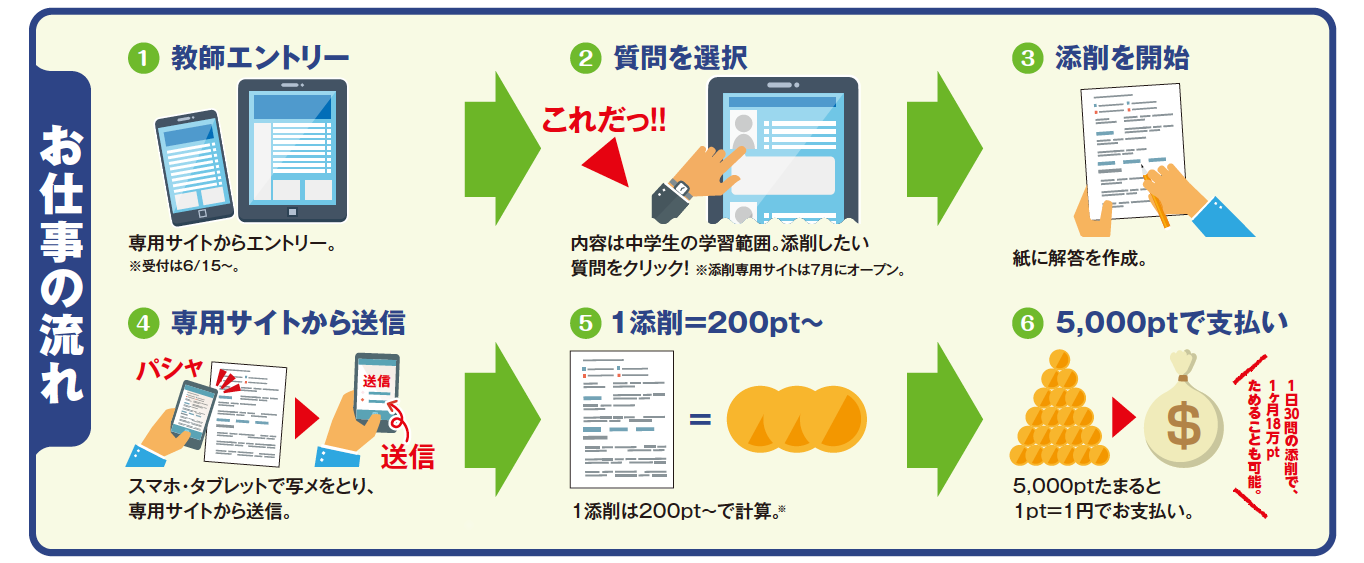 お仕事の流れ
1 教師エントリー
専用サイトからエントリー。
※受付は6/15〜。
2 質問を選択
これだっ!!
内容は中学生の学習範囲。添削したい
質問をクリック! ※添削専用サイトは7月にオープン。
3 添削を開始
紙に解答を作成。
4 専用サイトから送信
パシャ
送信
送信
スマホ・タブレットで写メをとり、
専用サイトから送信。
5 1添削＝200pt〜
=
1添削は200pt〜で計算。※
6 5,000ptで支払い
$
1日30問の添削で、
1ヶ月18万pt
ためることも可能。
5,000ptたまると
1pt＝1円でお支払い。